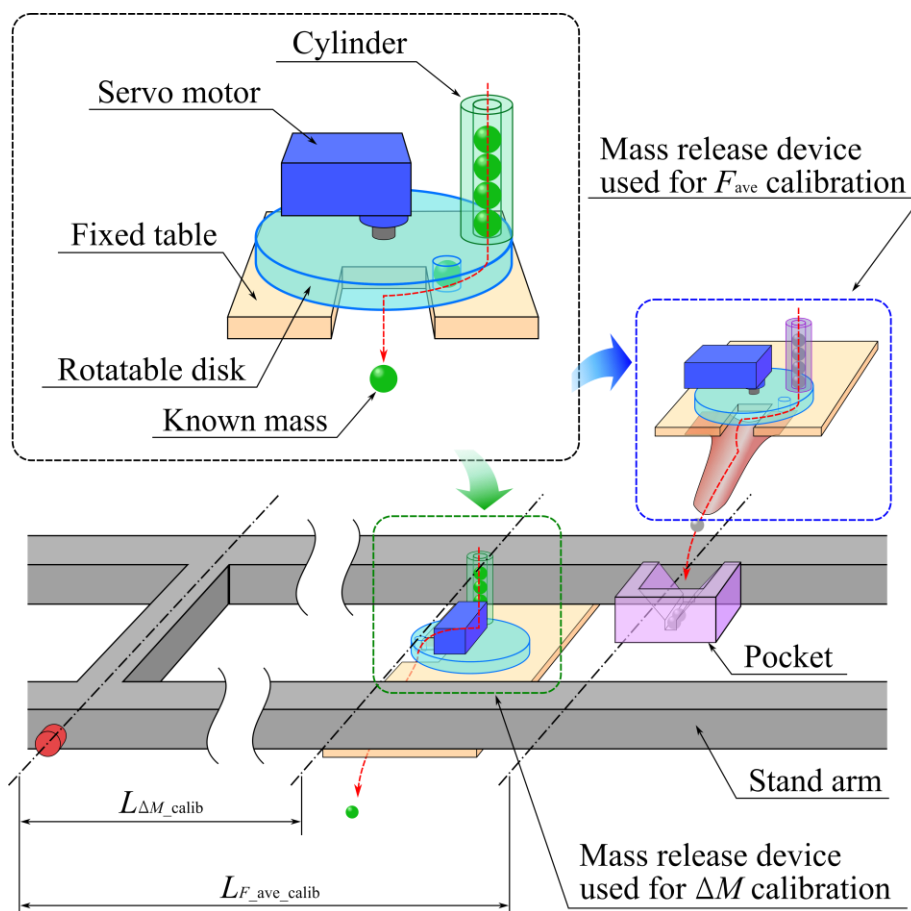 Cylinder
Servo motor
Mass release device
used for Fave calibration
Fixed table
Rotatable disk
Known mass
Pocket
Stand arm
LΔM_calib
Mass release device
used for ΔM calibration
LF_ave_calib